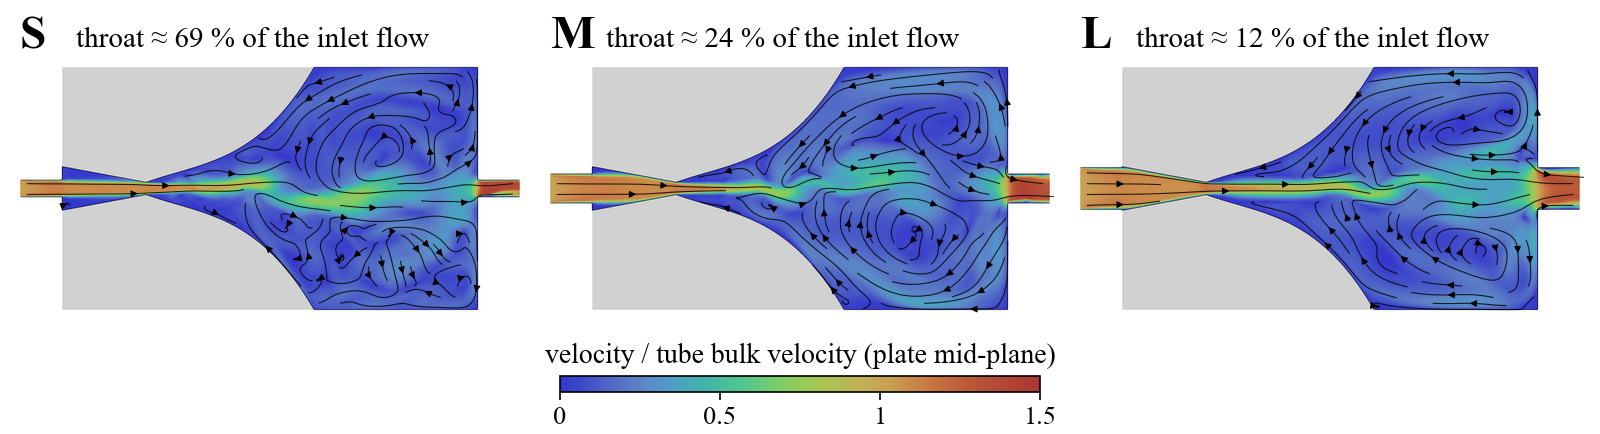 S throat ≈ 69 % of the inlet flow
M throat ≈ 24 % of the inlet flow
L throat ≈ 12 % of the inlet flow
velocity / tube bulk velocity (plate mid-plane)
0 0.5 1 1.5